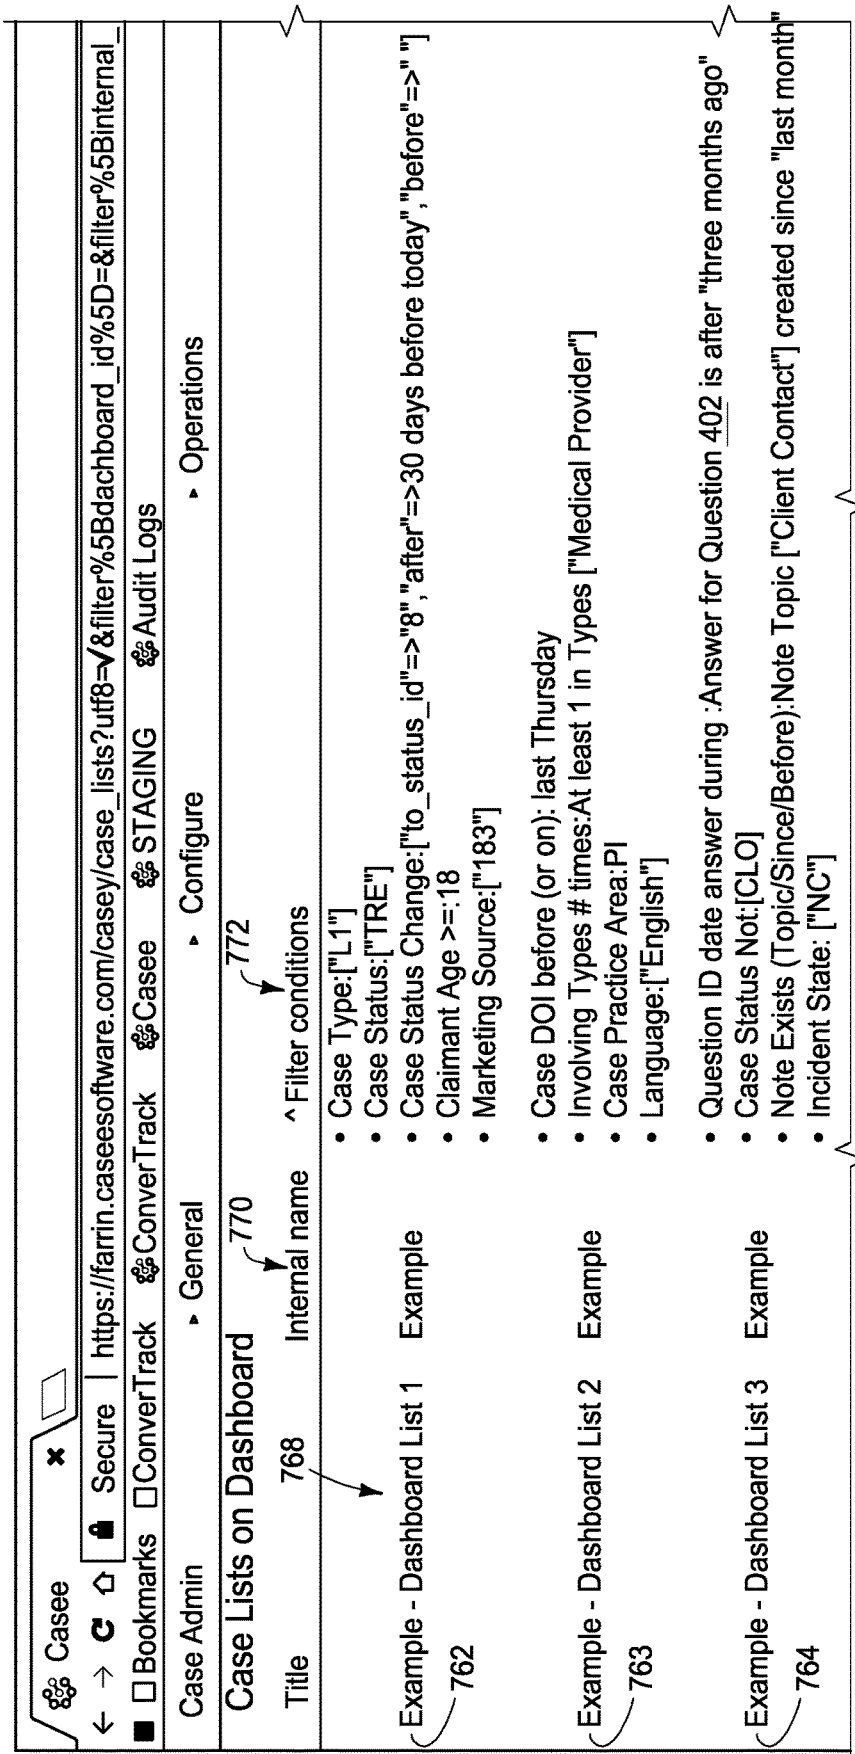 Casee
Secure | https://farrin.caseesoftware.com/casey/case_lists?utf8=✓&filter%5Bdachboard_id%5D=&filter%5Binternal_
Bookmarks ConverTrack ConverTrack Casee STAGING Audit Logs
Case Admin General Configure Operations
Case Lists on Dashboard
768 770 772
Title Internal name ^ Filter conditions
Example - Dashboard List 1 Example
762
• Case Type:["L1"]
• Case Status:["TRE"]
• Case Status Change:["to_status_id"=>"8","after"=>30 days before today","before"=>" "]
• Claimant Age >=:18
• Marketing Source:["183"]
Example - Dashboard List 2 Example
763
• Case DOI before (or on): last Thursday
• Involving Types # times:At least 1 in Types ["Medical Provider"]
• Case Practice Area:PI
• Language:["English"]
Example - Dashboard List 3 Example
764
• Question ID date answer during :Answer for Question 402 is after "three months ago"
• Case Status Not:[CLO]
• Note Exists (Topic/Since/Before):Note Topic ["Client Contact"] created since "last month"
• Incident State: ["NC"]